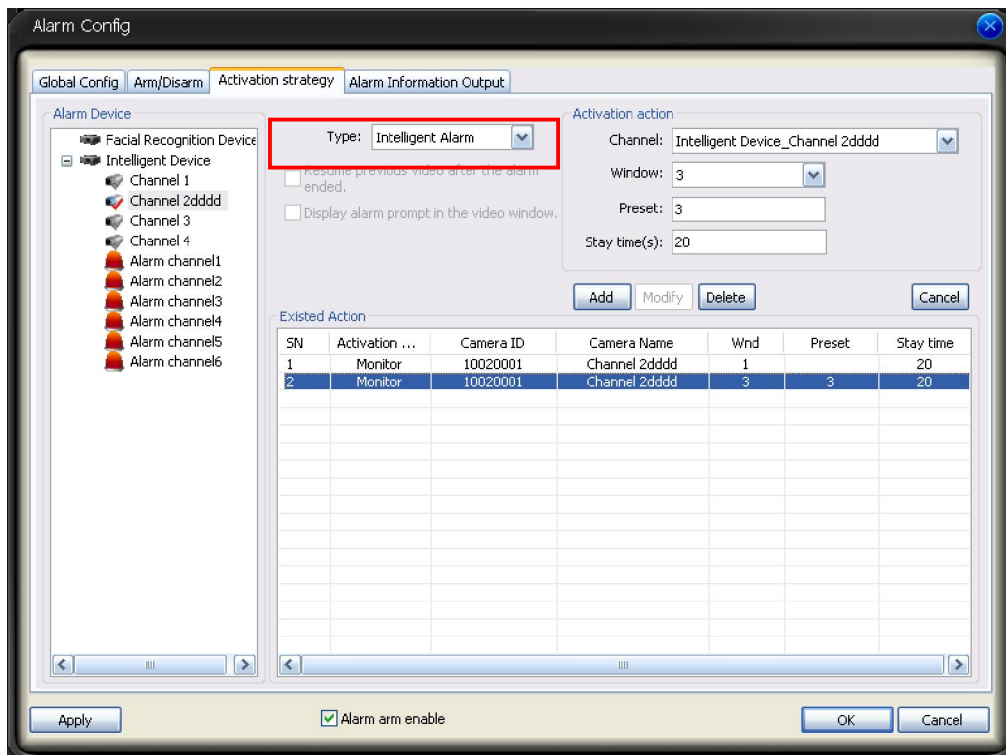 Alarm Config
Global Config Arm/Disarm Activation strategy Alarm Information Output
Alarm Device
Facial Recognition Device
Intelligent Device
Channel 1
Channel 2dddd
Channel 3
Channel 4
Alarm channel1
Alarm channel2
Alarm channel3
Alarm channel4
Alarm channel5
Alarm channel6
Type: Intelligent Alarm
Resume previous video after the alarm
ended.
Display alarm prompt in the video window.
Activation action
Channel: Intelligent Device_Channel 2dddd
Window: 3
Preset: 3
Stay time(s): 20
Add Modify Delete Cancel
Existed Action
SN Activation ... Camera ID Camera Name Wnd Preset Stay time
1 Monitor 10020001 Channel 2dddd 1 20
2 Monitor 10020001 Channel 2dddd 3 3 20
Apply Alarm arm enable OK Cancel